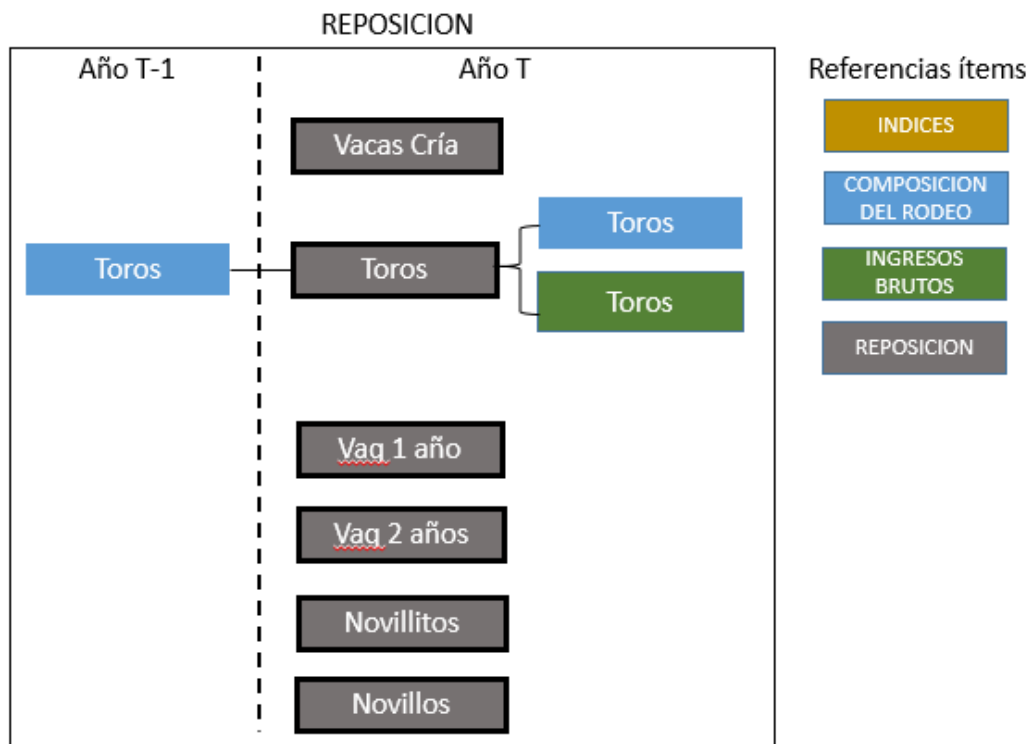 REPOSICION
Año T-1
Año T
Vacas Cría
Toros
Toros
Toros
Toros
Vaq 1 año
Vaq 2 años
Novillitos
Novillos
Referencias ítems
INDICES
COMPOSICION
DEL RODEO
INGRESOS
BRUTOS
REPOSICION